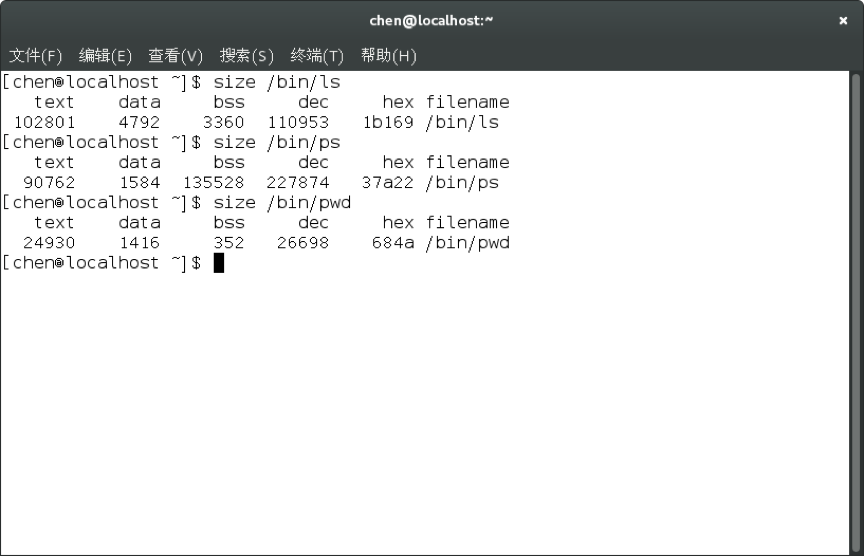 chen@localhost:~ ×
文件(F) 编辑(E) 查看(V) 搜索(S) 终端(T) 帮助(H)
[chen@localhost ~]$ size /bin/ls
   text    data     bss     dec     hex filename
 102801    4792    3360  110953   1b169 /bin/ls
[chen@localhost ~]$ size /bin/ps
   text    data     bss     dec     hex filename
  90762    1584  135528  227874   37a22 /bin/ps
[chen@localhost ~]$ size /bin/pwd
   text    data     bss     dec     hex filename
  24930    1416     352   26698    684a /bin/pwd
[chen@localhost ~]$